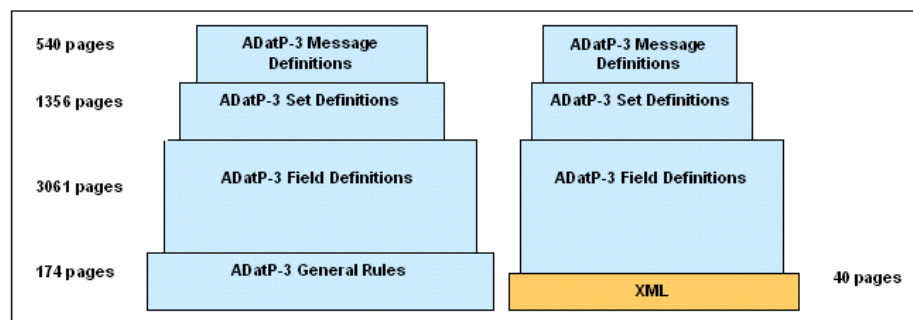 540 pages
ADatP-3 Message
Definitions
ADatP-3 Message
Definitions
1356 pages
ADatP-3 Set Definitions
ADatP-3 Set Definitions
3061 pages
ADatP-3 Field Definitions
ADatP-3 Field Definitions
174 pages
ADatP-3 General Rules
XML
40 pages